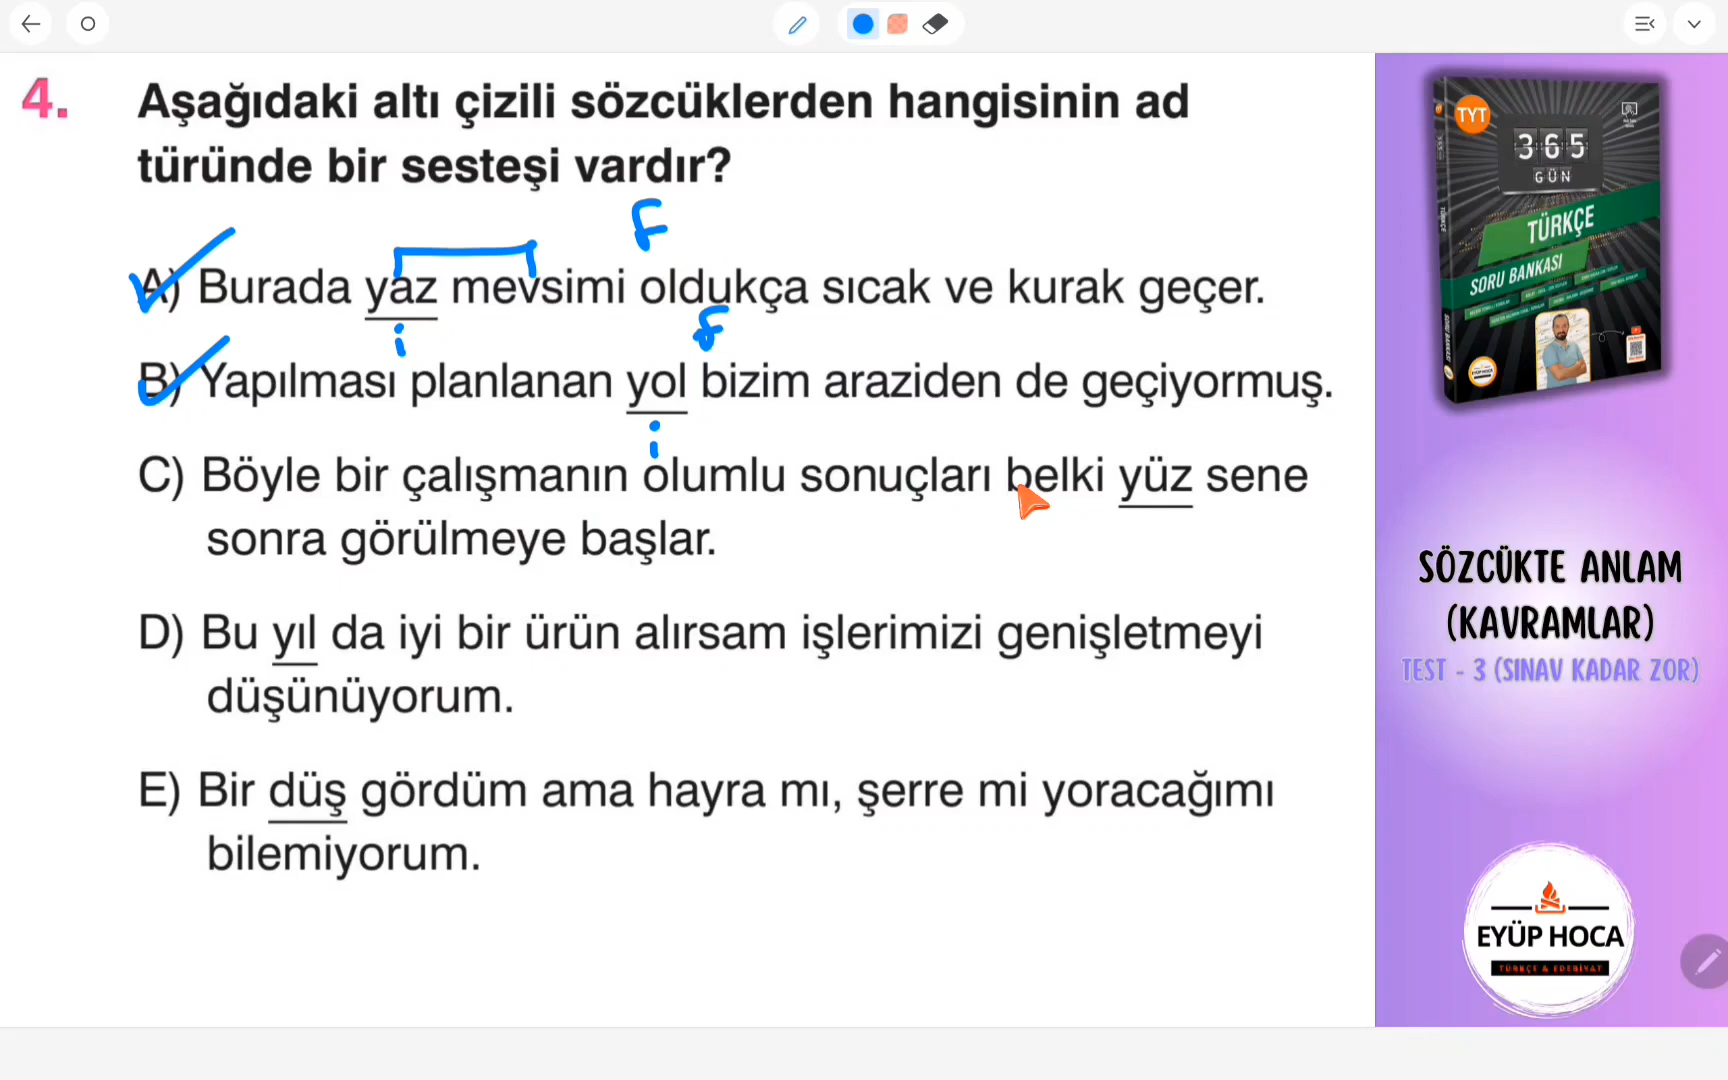 4. Aşağıdaki altı çizili sözcüklerden hangisinin ad
türünde bir sesteşi vardır?
F
A) Burada yaz mevsimi oldukça sıcak ve kurak geçer.
i
F
B) Yapılması planlanan yol bizim araziden de geçiyormuş.
i
C) Böyle bir çalışmanın olumlu sonuçları belki yüz sene
sonra görülmeye başlar.
D) Bu yıl da iyi bir ürün alırsam işlerimizi genişletmeyi
düşünüyorum.
E) Bir düş gördüm ama hayra mı, şerre mi yoracağımı
bilemiyorum.
TYT
365
GÜN
TÜRKÇE
SORU BANKASI
SÖZCÜKTE ANLAM
(KAVRAMLAR)
TEST - 3 (SINAV KADAR ZOR)
EYÜP HOCA
TÜRKÇE & EDEBİYAT